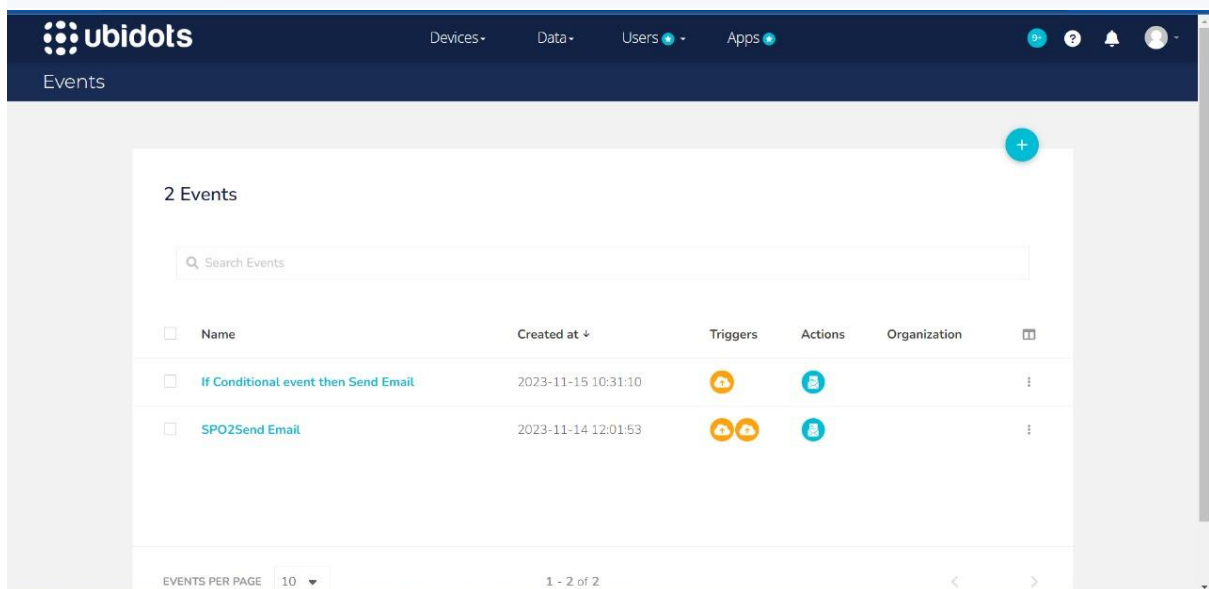 ubidots
Devices Data Users Apps 9+ ?
Events
+
2 Events
Search Events
Name Created at Triggers Actions Organization
If Conditional event then Send Email 2023-11-15 10:31:10
SPO2Send Email 2023-11-14 12:01:53
EVENTS PER PAGE 10 1 - 2 of 2